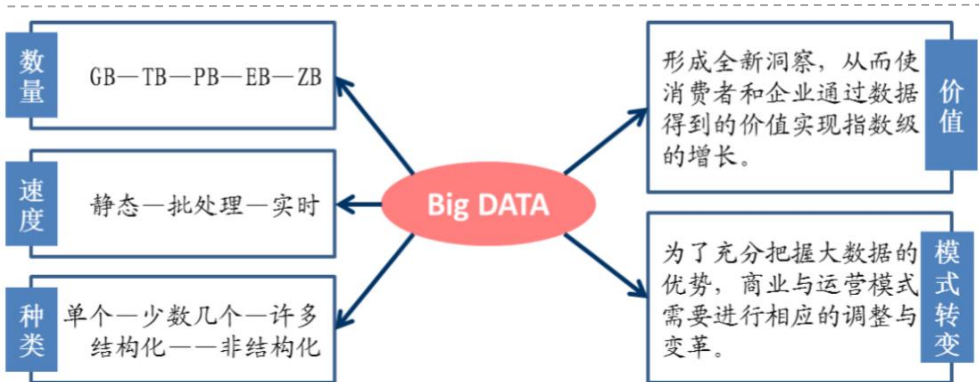 数量
GB—TB—PB—EB—ZB
速度
静态—批处理—实时
种类
单个—少数几个—许多
结构化——非结构化
Big DATA
形成全新洞察，从而使
消费者和企业通过数据
得到的价值实现指数级
的增长。
价值
为了充分把握大数据的
优势，商业与运营模式
需要进行相应的调整与
变革。
模式转变